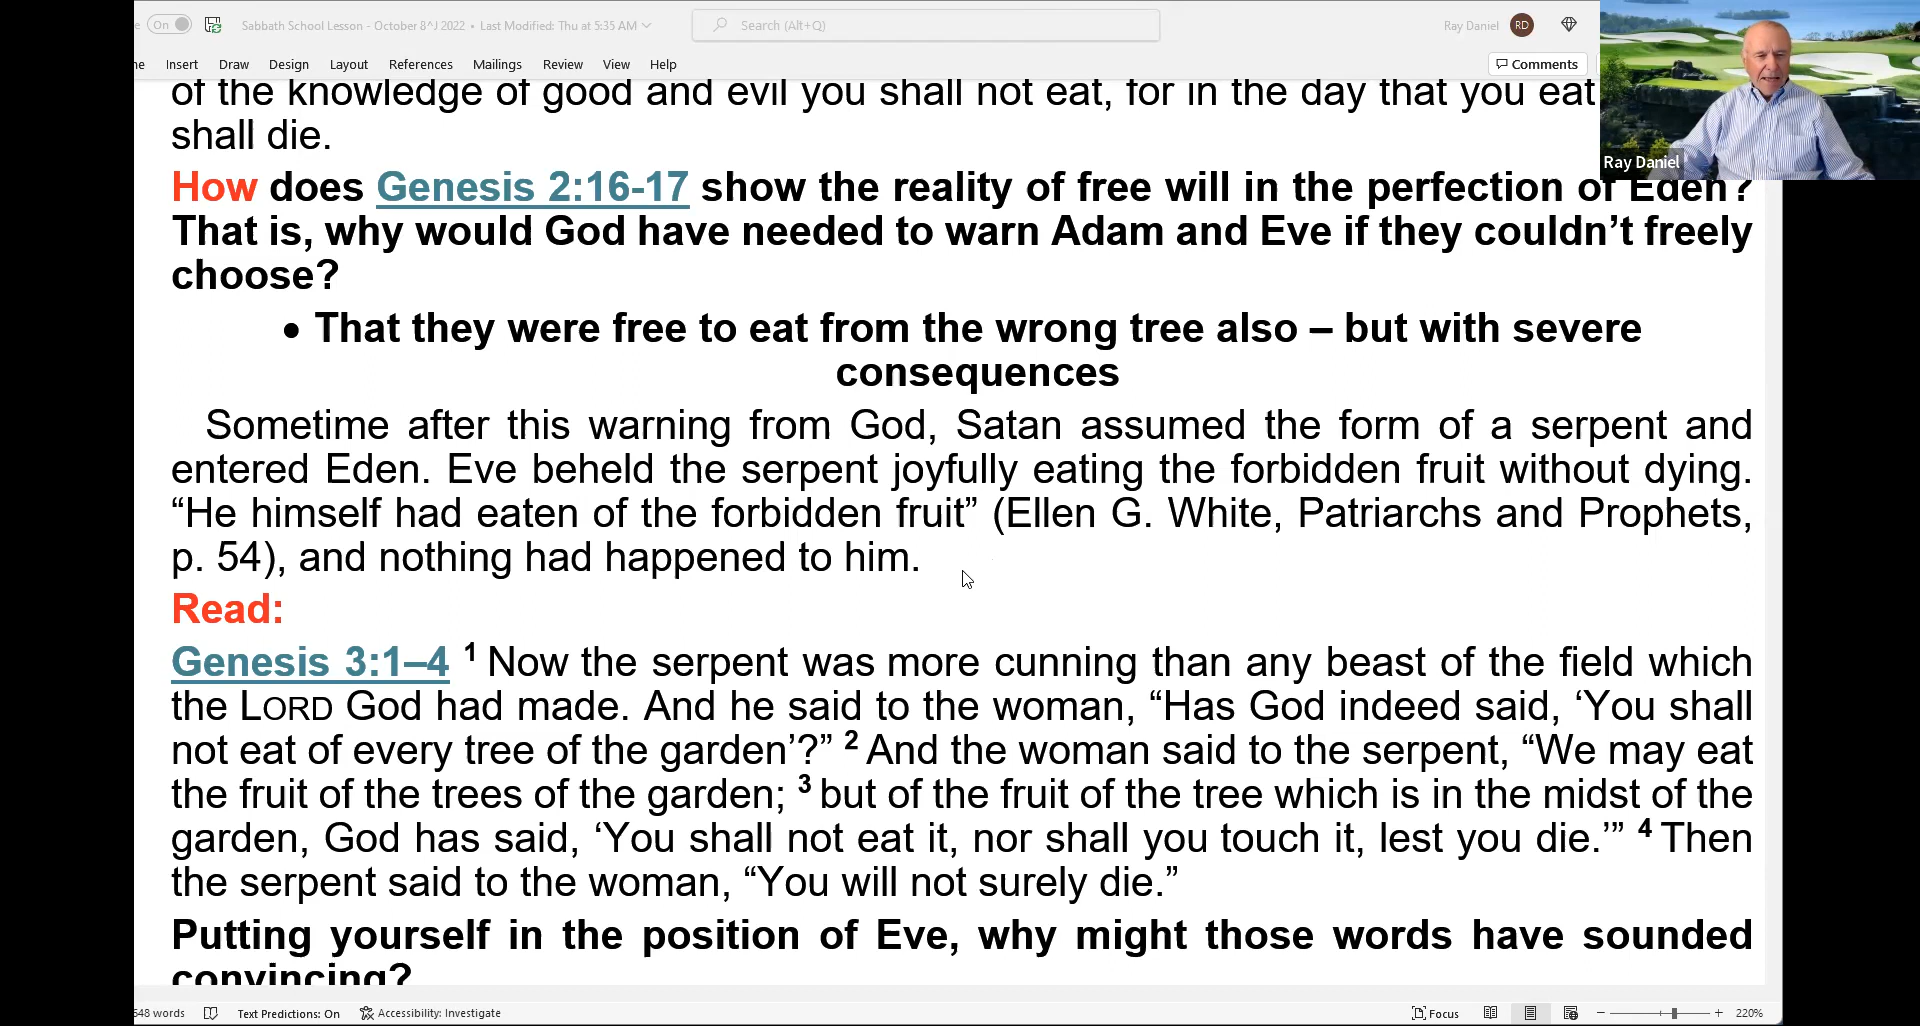 On
Sabbath School Lesson - October 8^J 2022 • Last Modified: Thu at 5:35 AM
Search (Alt+Q)
Ray Daniel RD
ne Insert Draw Design Layout References Mailings Review View Help
Comments
of the knowledge of good and evil you shall not eat, for in the day that you eat
shall die.
Ray Daniel
How does Genesis 2:16-17 show the reality of free will in the perfection of Eden?
That is, why would God have needed to warn Adam and Eve if they couldn’t freely
choose?
• That they were free to eat from the wrong tree also – but with severe
consequences
Sometime after this warning from God, Satan assumed the form of a serpent and
entered Eden. Eve beheld the serpent joyfully eating the forbidden fruit without dying.
“He himself had eaten of the forbidden fruit” (Ellen G. White, Patriarchs and Prophets,
p. 54), and nothing had happened to him.
Read:
Genesis 3:1–4 1 Now the serpent was more cunning than any beast of the field which
the LORD God had made. And he said to the woman, “Has God indeed said, ‘You shall
not eat of every tree of the garden’?” 2 And the woman said to the serpent, “We may eat
the fruit of the trees of the garden; 3 but of the fruit of the tree which is in the midst of the
garden, God has said, ‘You shall not eat it, nor shall you touch it, lest you die.’” 4 Then
the serpent said to the woman, “You will not surely die.”
Putting yourself in the position of Eve, why might those words have sounded
convincing?
548 words Text Predictions: On Accessibility: Investigate
Focus
220%